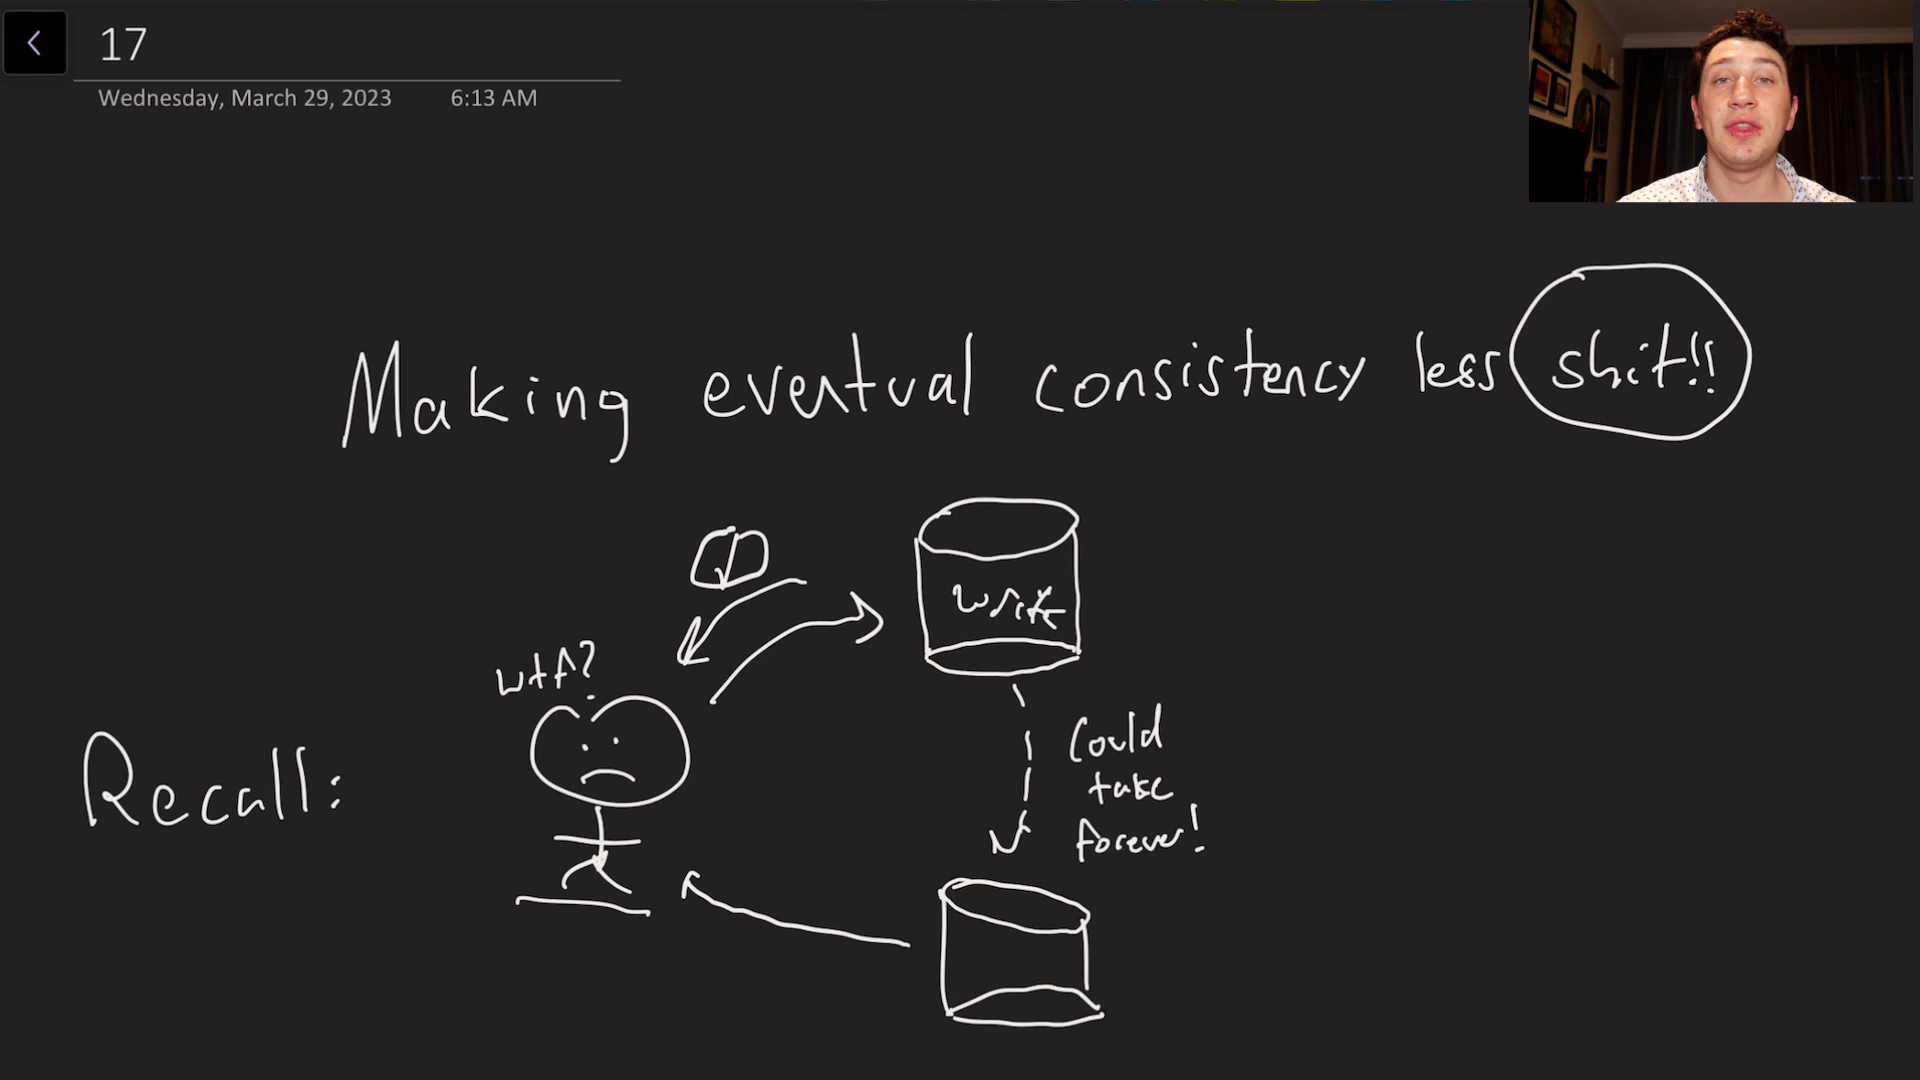 17
Wednesday, March 29, 2023 6:13 AM
Making eventual consistency less shit!!
write
wtf?
Recall:
Could
take
forever!